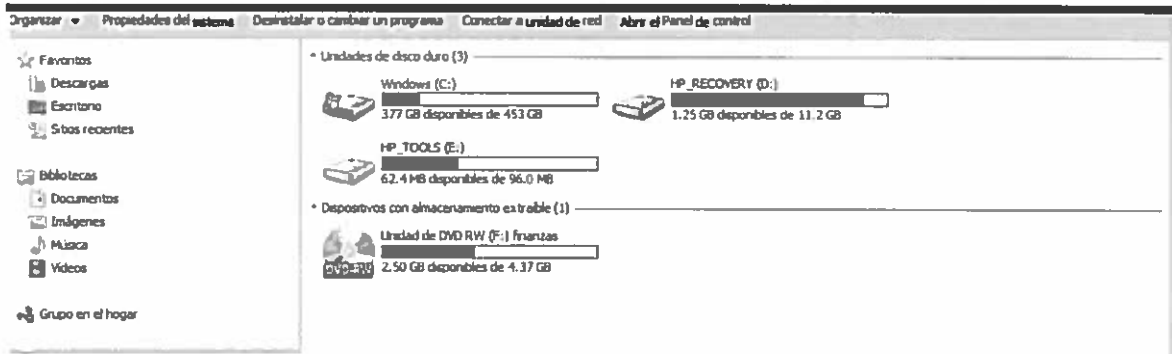 Organizar Propiedades del sistema Desinstalar o cambiar un programa Conectar a unidad de red Abrir el Panel de control
Favoritos
Descargas
Escritorio
Sitios recientes
Bibliotecas
Documentos
Imágenes
Música
Videos
Grupo en el hogar
Unidades de disco duro (3)
Windows (C:)
377 GB disponibles de 453 GB
HP_RECOVERY (D:)
1.25 GB disponibles de 11.2 GB
HP_TOOLS (E:)
62.4 MB disponibles de 96.0 MB
Dispositivos con almacenamiento extraíble (1)
Unidad de DVD RW (F:) finanzas
2.50 GB disponibles de 4.37 GB